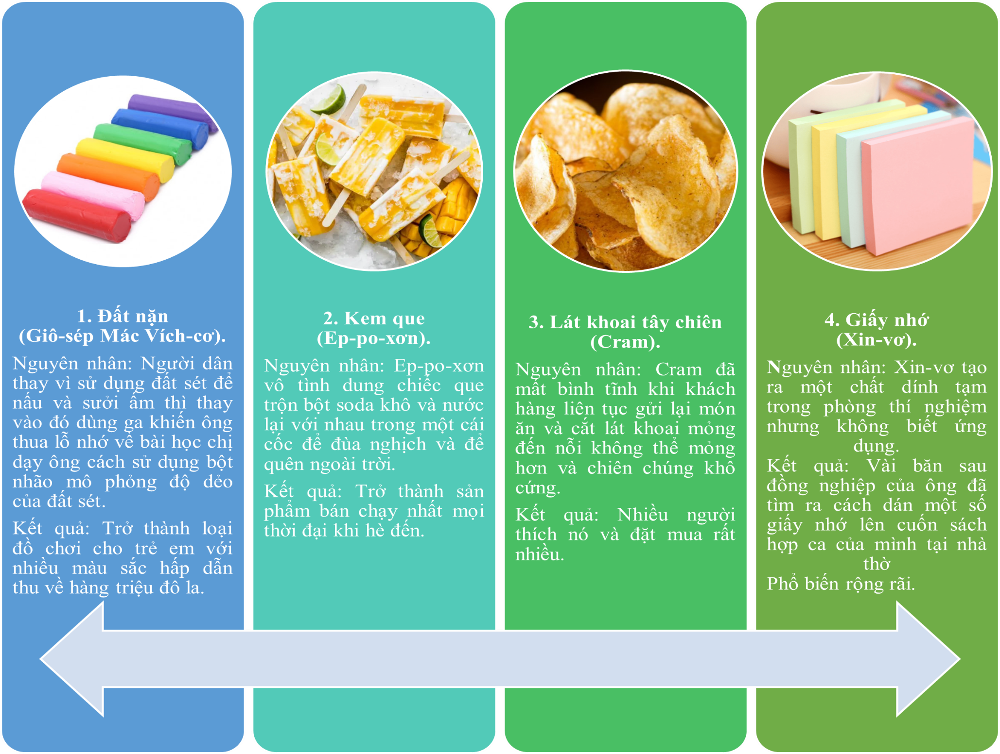 1. Đất nặn
(Giô-sép Mác Vích-cơ).
Nguyên nhân: Người dân
thay vì sử dụng đất sét để
nấu và sưởi ấm thì thay
vào đó dùng ga khiến ông
thua lỗ nhớ về bài học chị
dạy ông cách sử dụng bột
nhão mô phỏng độ dẻo
của đất sét.
Kết quả: Trở thành loại
đồ chơi cho trẻ em với
nhiều màu sắc hấp dẫn
thu về hàng triệu đô la.
2. Kem que
(Ep-po-xơn).
Nguyên nhân: Ep-po-xơn
vô tình dung chiếc que
trộn bột soda khô và nước
lại với nhau trong một cái
cốc để đùa nghịch và để
quên ngoài trời.
Kết quả: Trở thành sản
phẩm bán chạy nhất mọi
thời đại khi hè đến.
3. Lát khoai tây chiên
(Cram).
Nguyên nhân: Cram đã
mất bình tĩnh khi khách
hàng liên tục gửi lại món
ăn và cắt lát khoai mỏng
đến nỗi không thể mỏng
hơn và chiên chúng khô
cứng.
Kết quả: Nhiều người
thích nó và đặt mua rất
nhiều.
4. Giấy nhớ
(Xin-vơ).
Nguyên nhân: Xin-vơ tạo
ra một chất dính tạm
trong phòng thí nghiệm
nhưng không biết ứng
dụng.
Kết quả: Vài băn sau
đồng nghiệp của ông đã
tìm ra cách dán một số
giấy nhớ lên cuốn sách
hợp ca của mình tại nhà
thờ
Phổ biến rộng rãi.